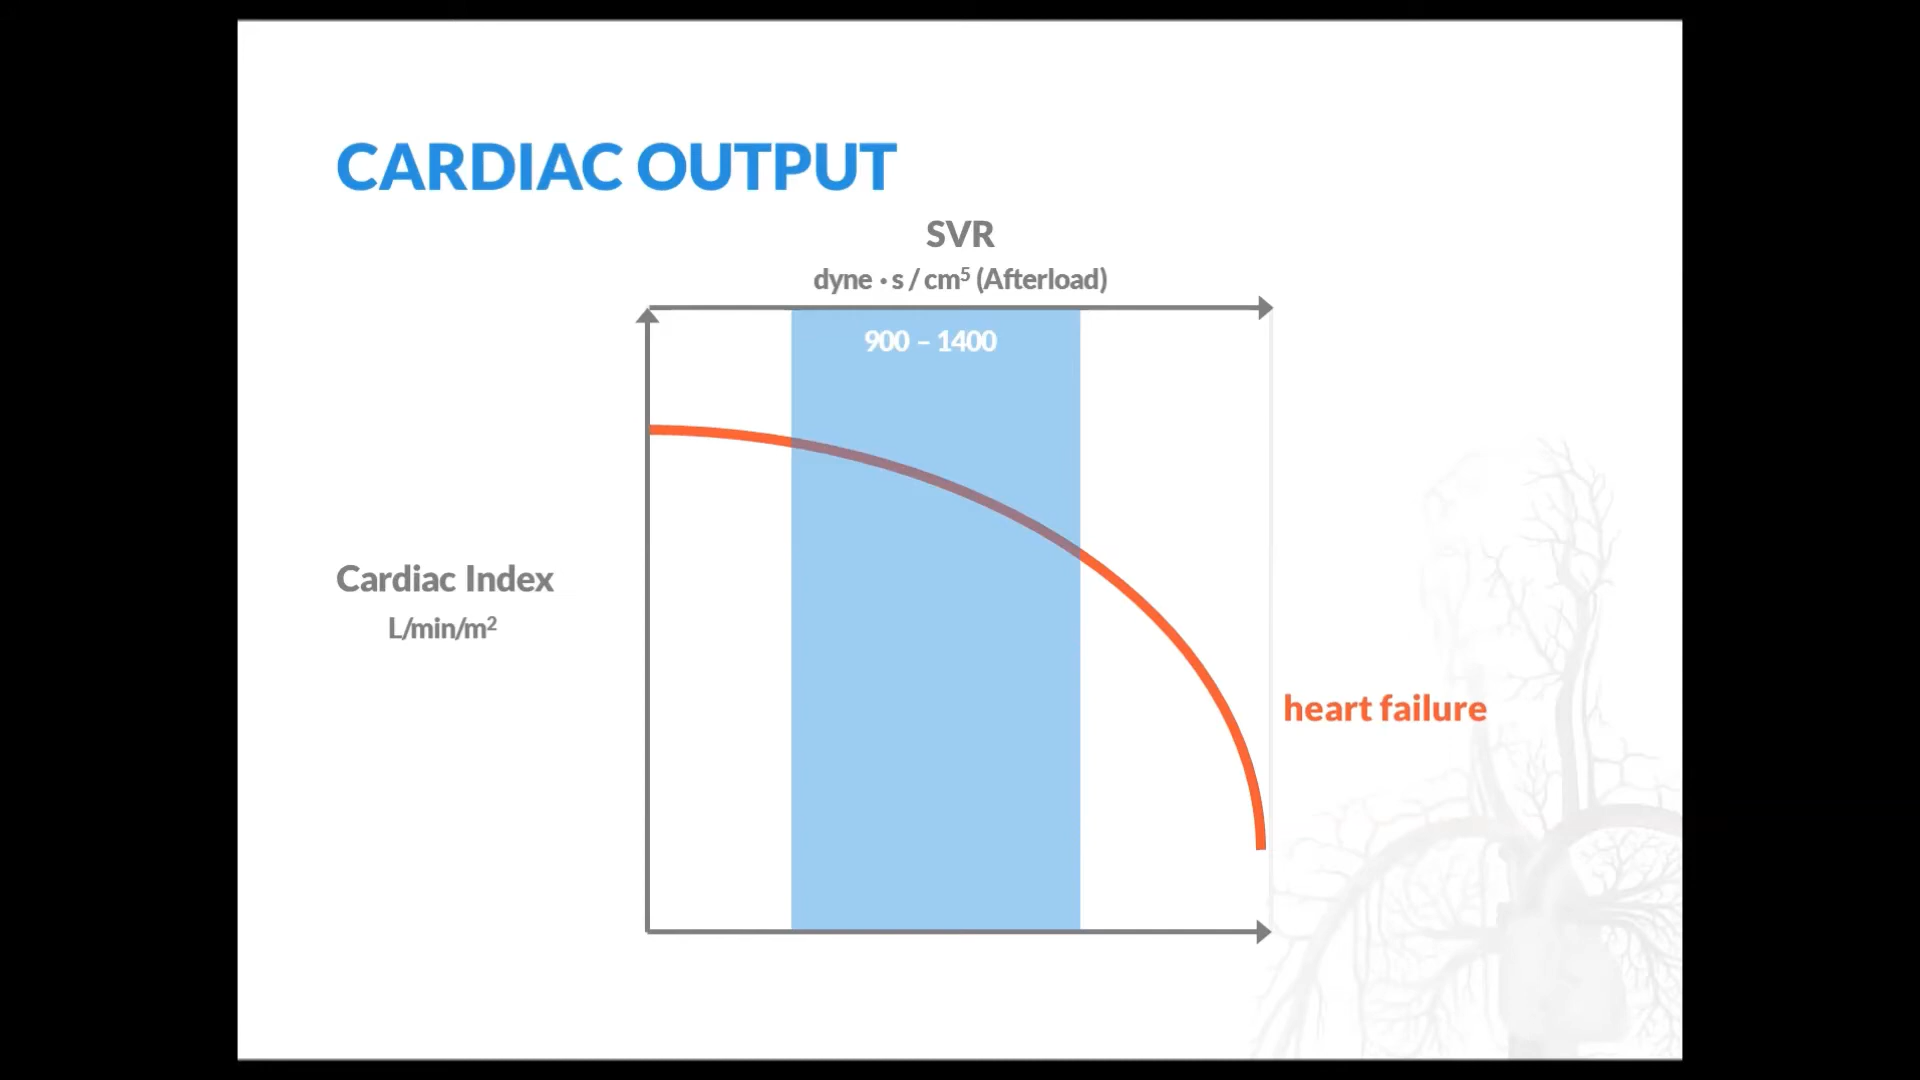 CARDIAC OUTPUT
SVR
dyne · s / cm⁵ (Afterload)
900 – 1400
Cardiac Index
L/min/m²
heart failure